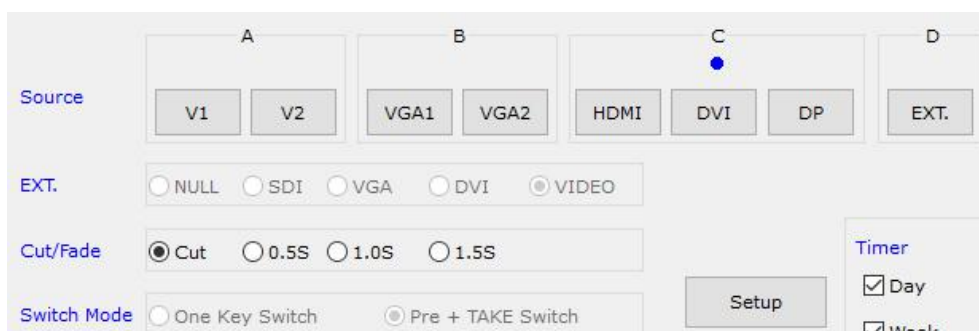 A B C D
Source V1 V2 VGA1 VGA2 HDMI DVI DP EXT.
EXT. NULL SDI VGA DVI VIDEO
Cut/Fade Cut 0.5S 1.0S 1.5S
Timer
Setup Day
Switch Mode One Key Switch Pre + TAKE Switch
Week